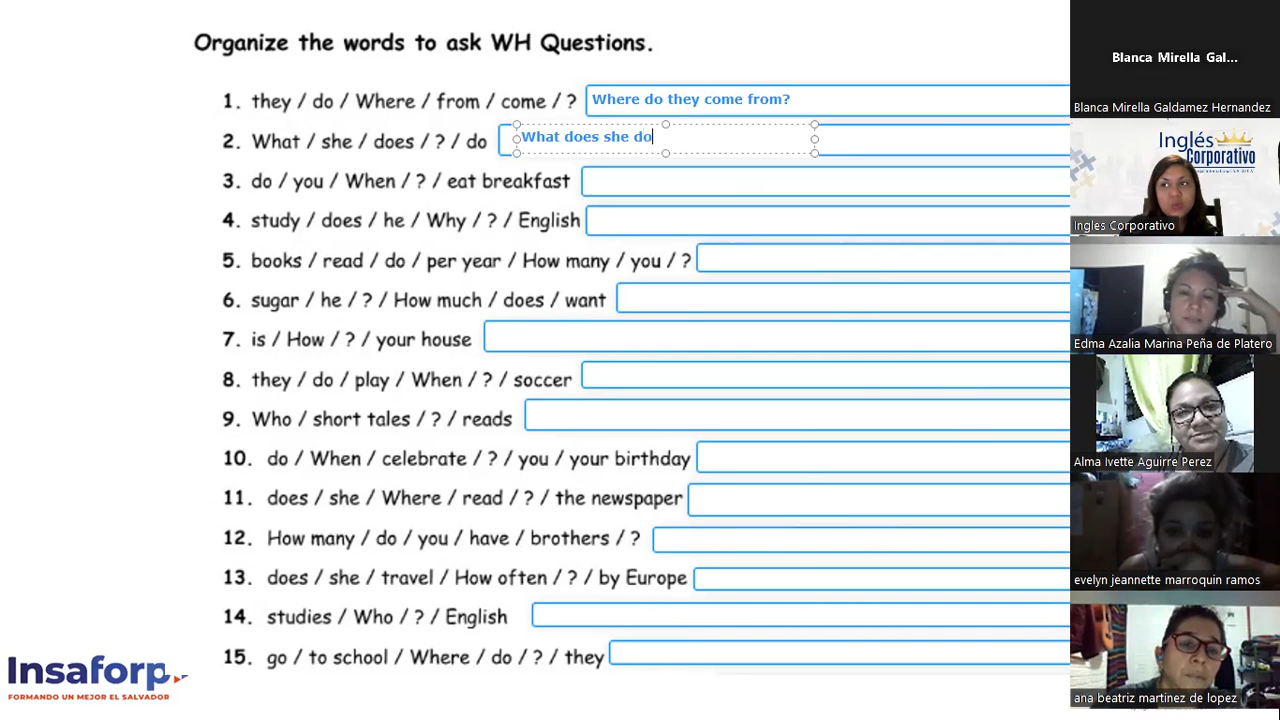 Organize the words to ask WH Questions.
1. they / do / Where / from / come / ? Where do they come from?
2. What / she / does / ? / do What does she do
3. do / you / When / ? / eat breakfast
4. study / does / he / Why / ? / English
5. books / read / do / per year / How many / you / ?
6. sugar / he / ? / How much / does / want
7. is / How / ? / your house
8. they / do / play / When / ? / soccer
9. Who / short tales / ? / reads
10. do / When / celebrate / ? / you / your birthday
11. does / she / Where / read / ? / the newspaper
12. How many / do / you / have / brothers / ?
13. does / she / travel / How often / ? / by Europe
14. studies / Who / ? / English
15. go / to school / Where / do / ? / they
Insaforp
FORMANDO UN MEJOR EL SALVADOR
Blanca Mirella Gal...
Blanca Mirella Galdamez Hernandez
Inglés
Corporativo
Ingles Corporativo
Edma Azalia Marina Peña de Platero
Alma Ivette Aguirre Perez
evelyn jeannette marroquin ramos
ana beatriz martinez de lopez